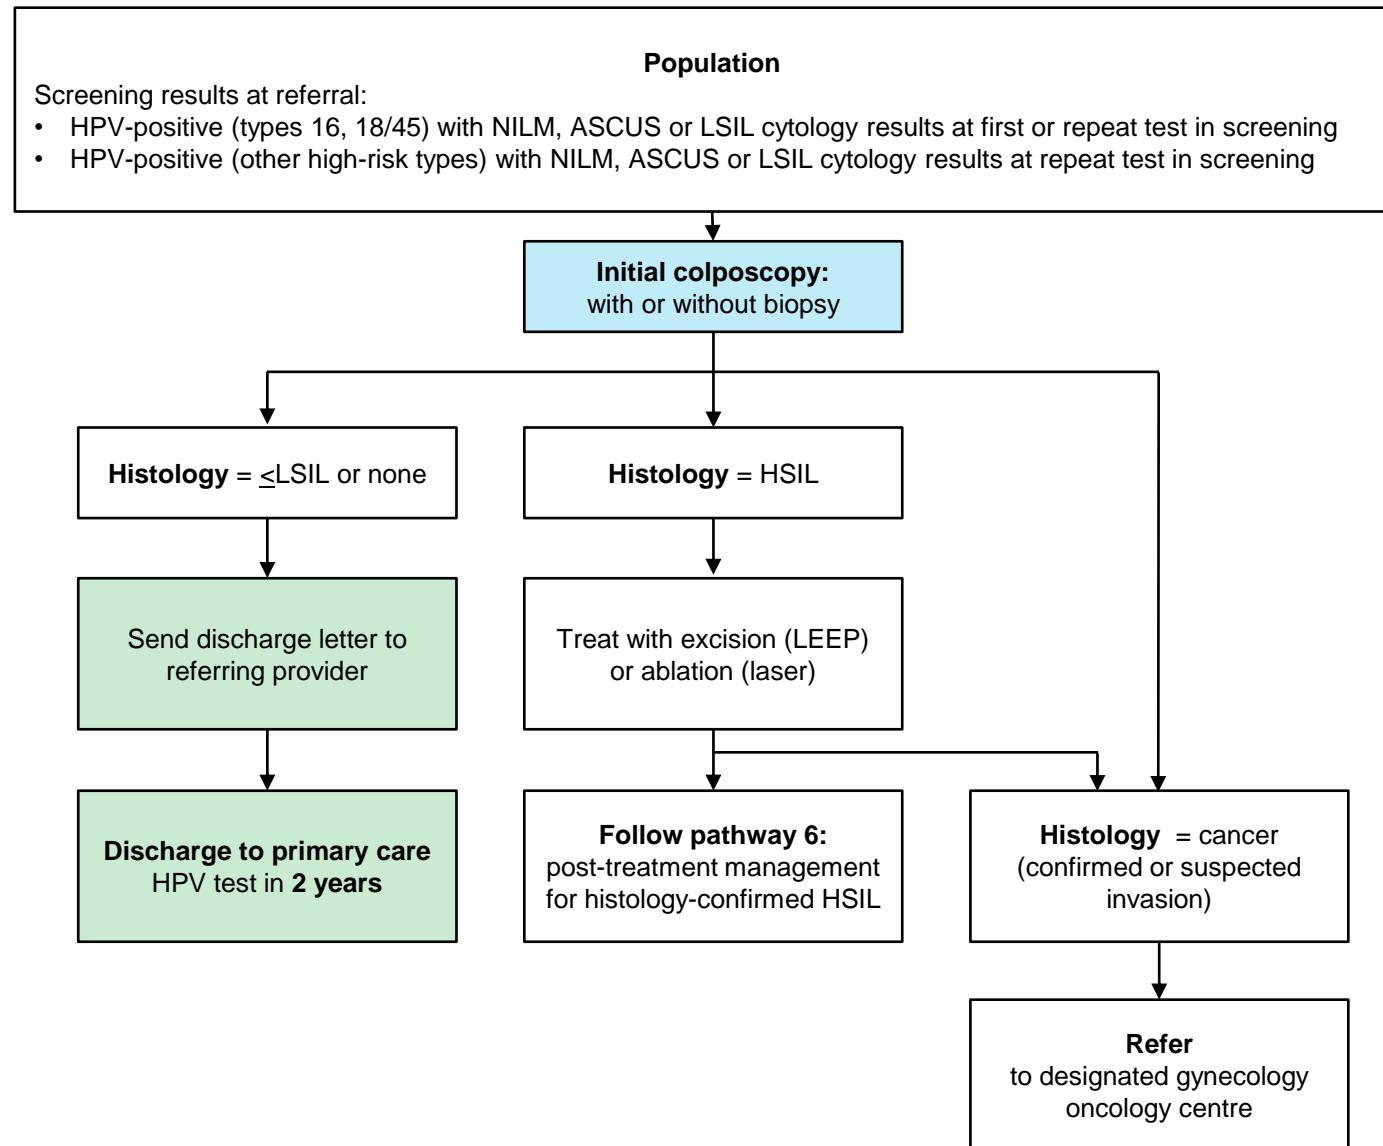 Population
Screening results at referral:
• HPV-positive (types 16, 18/45) with NILM, ASCUS or LSIL cytology results at first or repeat test in screening
• HPV-positive (other high-risk types) with NILM, ASCUS or LSIL cytology results at repeat test in screening
Initial colposcopy:
with or without biopsy
Histology = <LSIL or none
Histology = HSIL
Send discharge letter to
referring provider
Treat with excision (LEEP)
or ablation (laser)
Discharge to primary care
HPV test in 2 years
Follow pathway 6:
post-treatment management
for histology-confirmed HSIL
Histology = cancer
(confirmed or suspected
invasion)
Refer
to designated gynecology
oncology centre